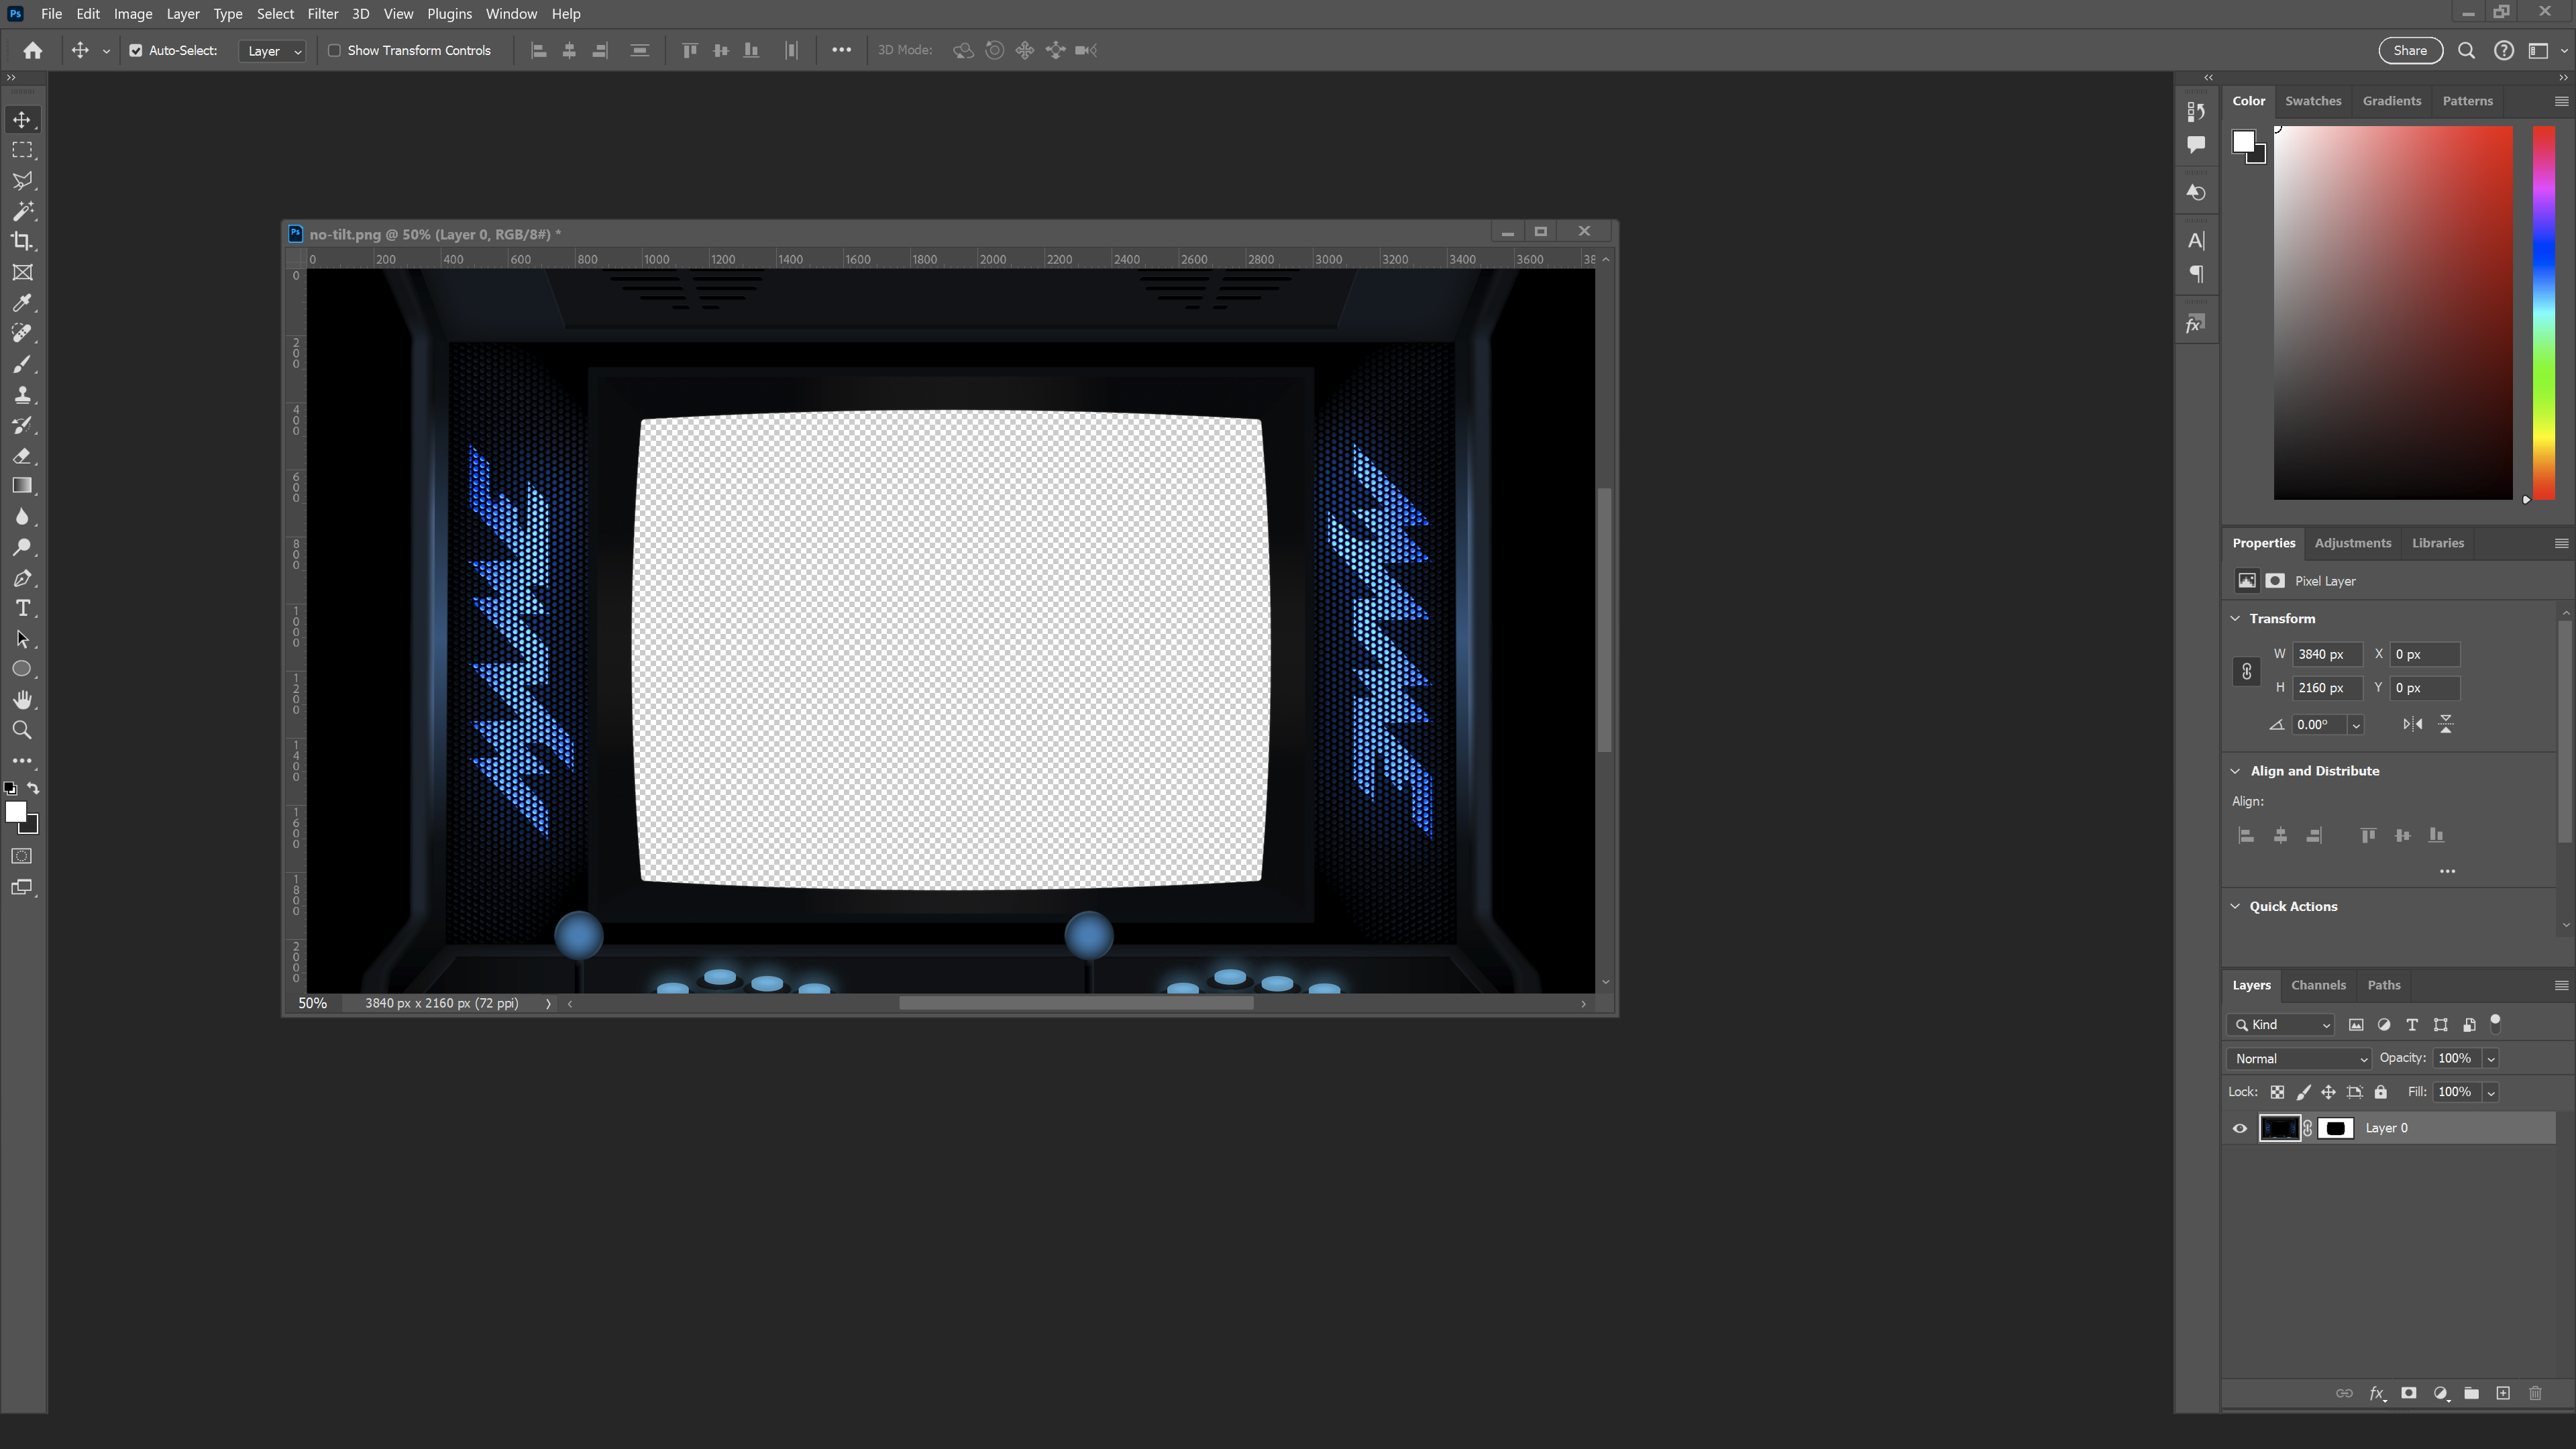 Ps File Edit Image Layer Type Select Filter 3D View Plugins Window Help
Auto-Select: Layer Show Transform Controls ••• 3D Mode: Share
Color Swatches Gradients Patterns
Ps no-tilt.png @ 50% (Layer 0, RGB/8#) *
0 200 400 600 800 1000 1200 1400 1600 1800 2000 2200 2400 2600 2800 3000 3200 3400 3600 38
0
200
400
600
800
1000
1200
1400
1600
1800
2000
50% 3840 px x 2160 px (72 ppi)
Properties Adjustments Libraries
Pixel Layer
Transform
W 3840 px X 0 px
H 2160 px Y 0 px
0.00°
Align and Distribute
Align:
•••
Quick Actions
Layers Channels Paths
Kind
Normal Opacity: 100%
Lock: Fill: 100%
Layer 0
fx